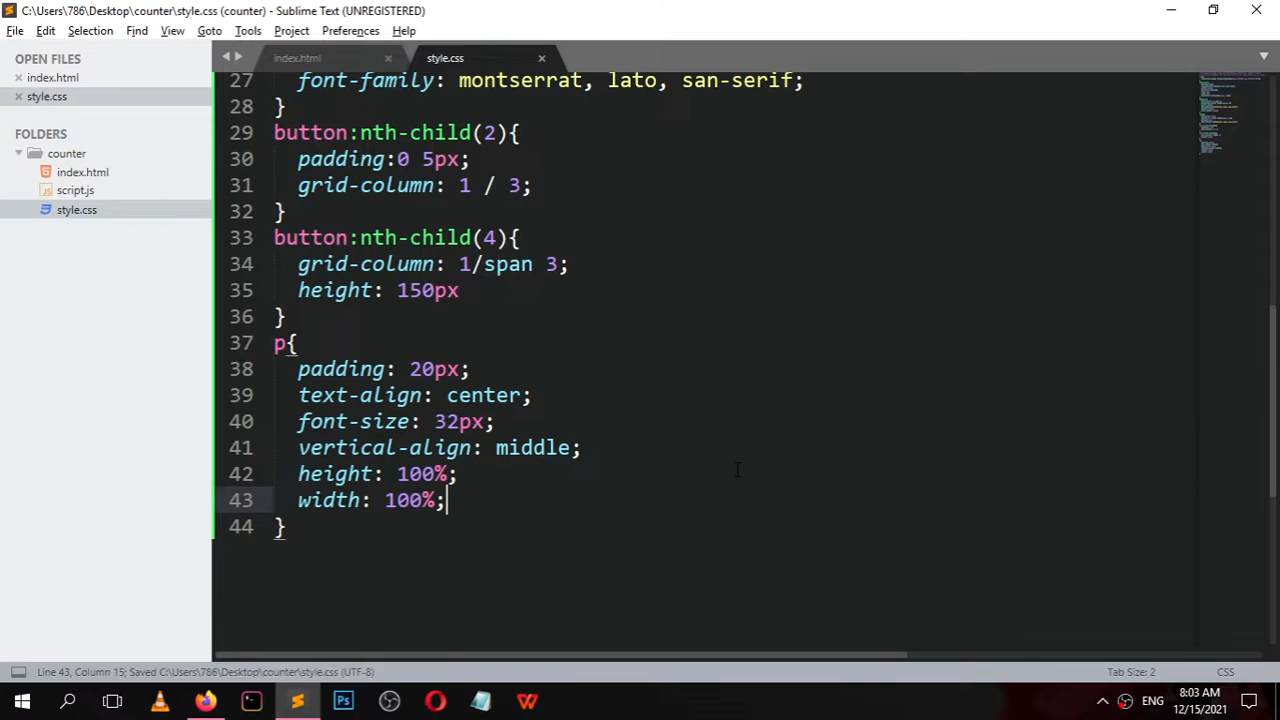 C:\Users\786\Desktop\counter\style.css (counter) - Sublime Text (UNREGISTERED)
File Edit Selection Find View Goto Tools Project Preferences Help
OPEN FILES
index.html
style.css
FOLDERS
counter
index.html
script.js
style.css
index.html style.css
27 font-family: montserrat, lato, san-serif;
28 }
29 button:nth-child(2){
30 padding:0 5px;
31 grid-column: 1 / 3;
32 }
33 button:nth-child(4){
34 grid-column: 1/span 3;
35 height: 150px
36 }
37 p{
38 padding: 20px;
39 text-align: center;
40 font-size: 32px;
41 vertical-align: middle;
42 height: 100%;
43 width: 100%;
44 }
Line 43, Column 15; Saved C:\Users\786\Desktop\counter\style.css (UTF-8) Tab Size: 2 CSS
Ps
ENG
8:03 AM
12/15/2021